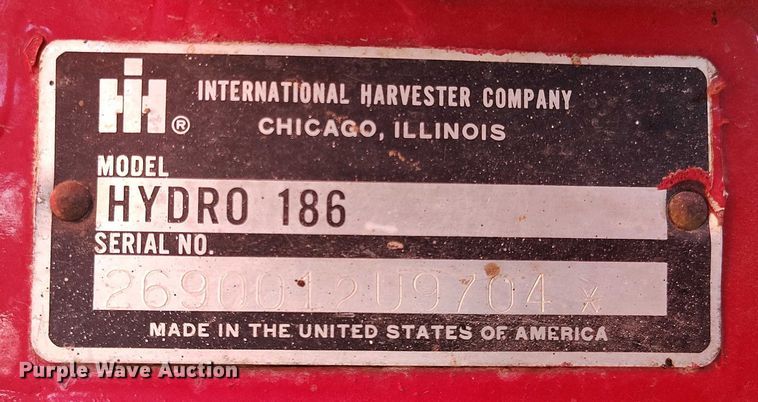 IH ®
INTERNATIONAL HARVESTER COMPANY
CHICAGO, ILLINOIS
MODEL
HYDRO 186
SERIAL NO.
2690012U9704 X
MADE IN THE UNITED STATES OF AMERICA
Purple Wave Auction